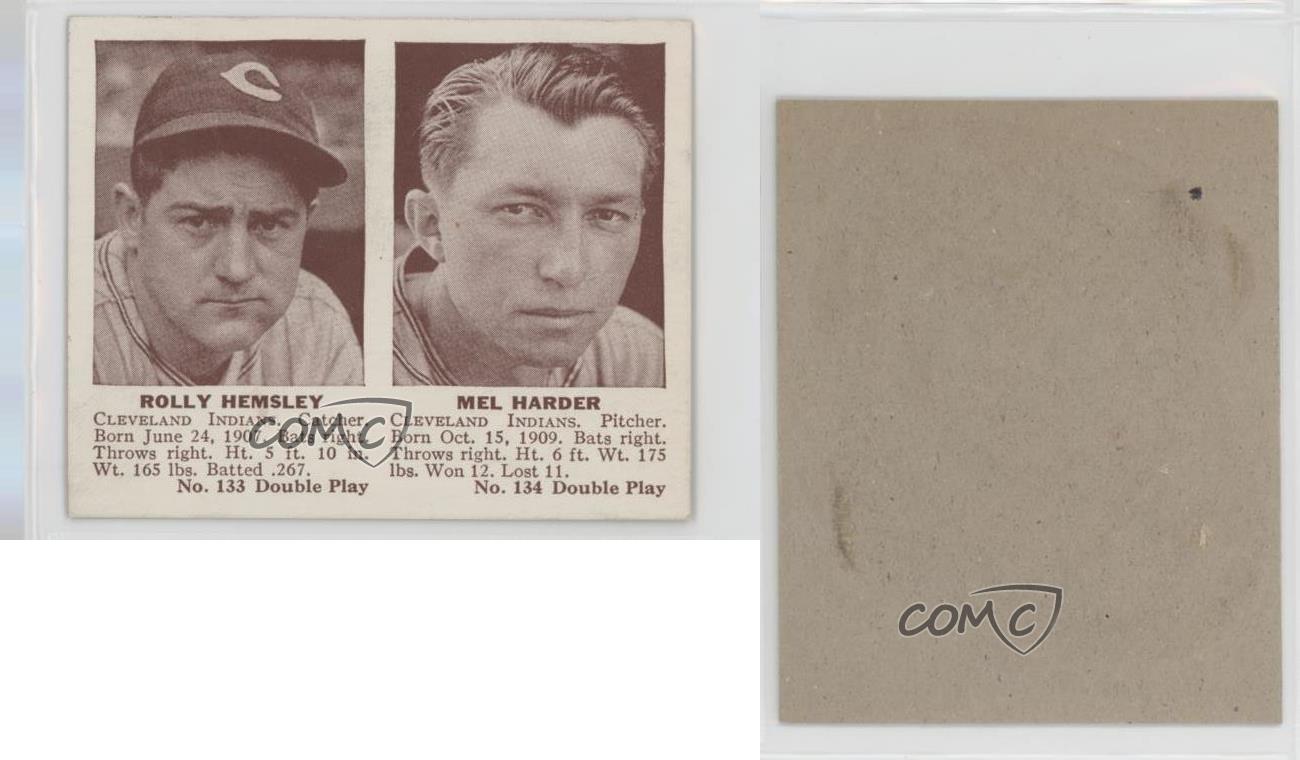 C
ROLLY HEMSLEY
CLEVELAND INDIANS. Catcher.
Born June 24, 1907. Bats right.
Throws right. Ht. 5 ft. 10 in.
Wt. 165 lbs. Batted .267.
No. 133 Double Play
MEL HARDER
CLEVELAND INDIANS. Pitcher.
Born Oct. 15, 1909. Bats right.
Throws right. Ht. 6 ft. Wt. 175
lbs. Won 12. Lost 11.
No. 134 Double Play
COMC
COMC